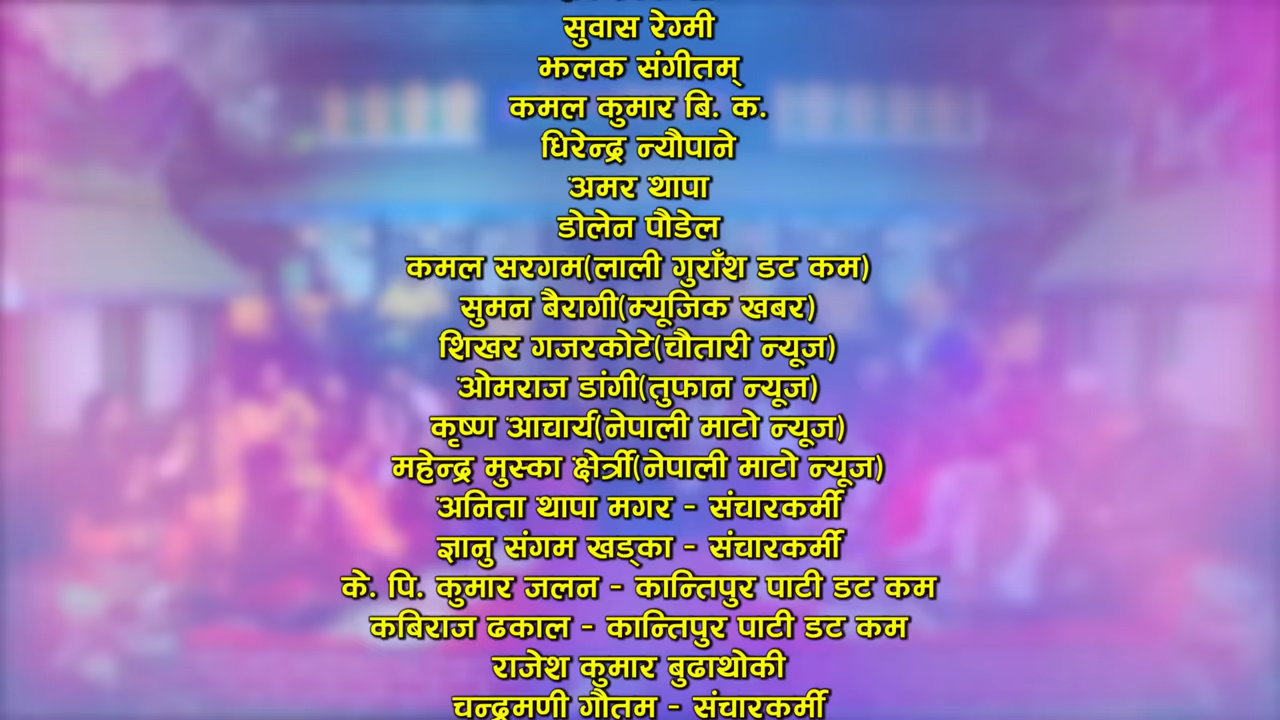 सुवास रेग्मी
झलक संगीतम्
कमल कुमार बि. क.
धिरेन्द्र न्यौपाने
अमर थापा
डोलेन पौडेल
कमल सरगम(लाली गुराँश डट कम)
सुमन बैरागी(म्यूजिक खबर)
शिखर गजरकोटे(चौतारी न्यूज)
ओमराज डांगी(तुफान न्यूज)
कृष्ण आचार्य(नेपाली माटो न्यूज)
महेन्द्र मुस्का क्षेर्त्री(नेपाली माटो न्यूज)
अनिता थापा मगर - संचारकर्मी
ज्ञानु संगम खड्का - संचारकर्मी
के. पि. कुमार जलन - कान्तिपुर पाटी डट कम
कबिराज ढकाल - कान्तिपुर पाटी डट कम
राजेश कुमार बुढाथोकी
चन्द्रमणी गौतम - संचारकर्मी